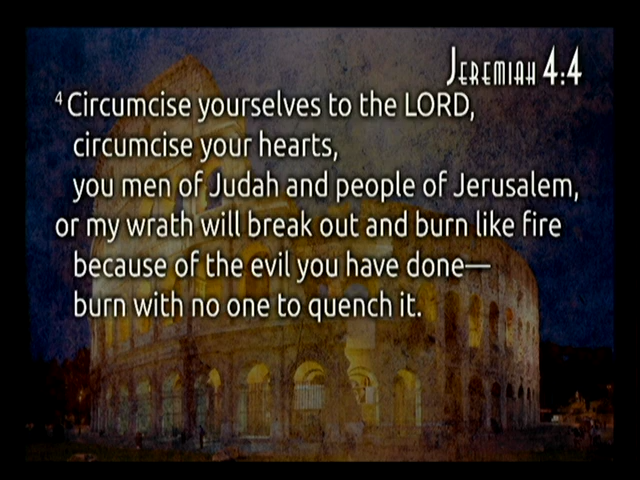 Jeremiah 4:4
4 Circumcise yourselves to the LORD,
circumcise your hearts,
you men of Judah and people of Jerusalem,
or my wrath will break out and burn like fire
because of the evil you have done—
burn with no one to quench it.